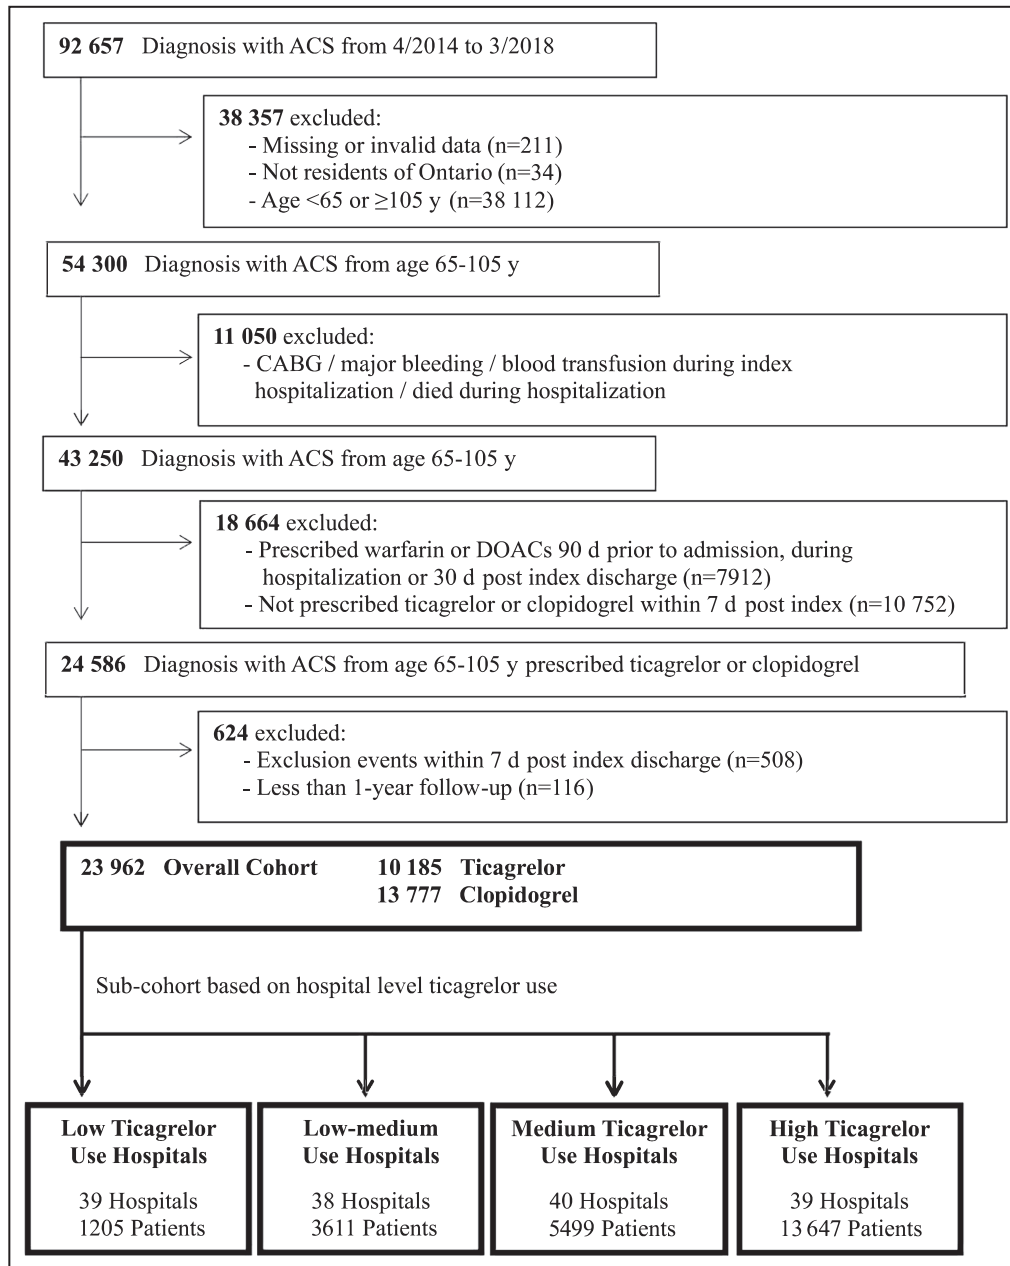 92 657 Diagnosis with ACS from 4/2014 to 3/2018
38 357 excluded:
- Missing or invalid data (n=211)
- Not residents of Ontario (n=34)
- Age <65 or ≥105 y (n=38 112)
54 300 Diagnosis with ACS from age 65-105 y
11 050 excluded:
- CABG / major bleeding / blood transfusion during index
hospitalization / died during hospitalization
43 250 Diagnosis with ACS from age 65-105 y
18 664 excluded:
- Prescribed warfarin or DOACs 90 d prior to admission, during
hospitalization or 30 d post index discharge (n=7912)
- Not prescribed ticagrelor or clopidogrel within 7 d post index (n=10 752)
24 586 Diagnosis with ACS from age 65-105 y prescribed ticagrelor or clopidogrel
624 excluded:
- Exclusion events within 7 d post index discharge (n=508)
- Less than 1-year follow-up (n=116)
23 962 Overall Cohort 10 185 Ticagrelor
13 777 Clopidogrel
Sub-cohort based on hospital level ticagrelor use
Low Ticagrelor
Use Hospitals
39 Hospitals
1205 Patients
Low-medium
Use Hospitals
38 Hospitals
3611 Patients
Medium Ticagrelor
Use Hospitals
40 Hospitals
5499 Patients
High Ticagrelor
Use Hospitals
39 Hospitals
13 647 Patients